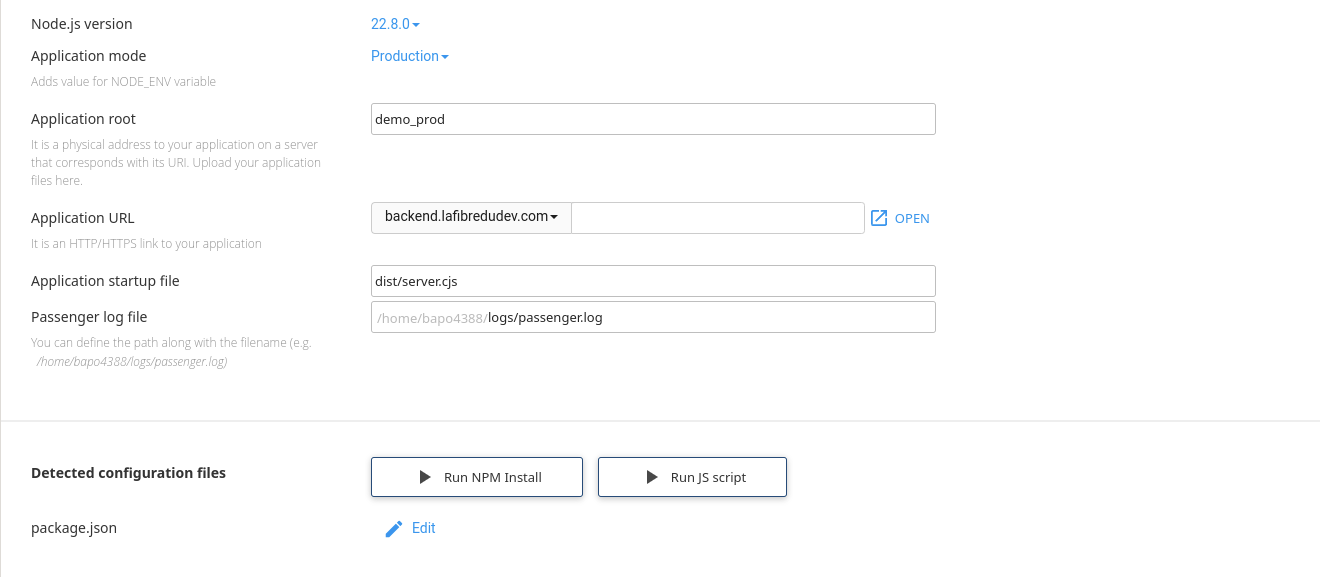 Node.js version 22.8.0
Application mode Production
Adds value for NODE_ENV variable
Application root demo_prod
It is a physical address to your application on a server
that corresponds with its URI. Upload your application
files here.
Application URL backend.lafibredudev.com OPEN
It is an HTTP/HTTPS link to your application
Application startup file dist/server.cjs
Passenger log file /home/bapo4388/logs/passenger.log
You can define the path along with the filename (e.g.
/home/bapo4388/logs/passenger.log)
Detected configuration files Run NPM Install Run JS script
package.json Edit